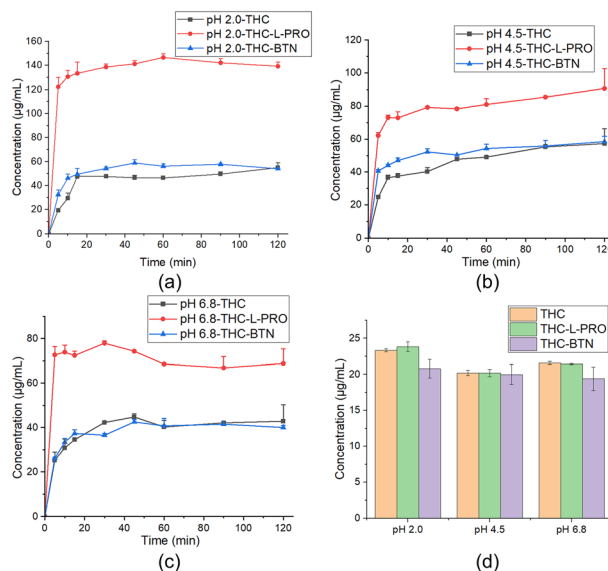 pH 2.0-THC
pH 2.0-THC-L-PRO
pH 2.0-THC-BTN
Concentration (µg/mL)
160
140
120
100
80
60
40
20
0
0 20 40 60 80 100 120
Time (min)
(a)
pH 4.5-THC
pH 4.5-THC-L-PRO
pH 4.5-THC-BTN
Concentration (µg/mL)
120
100
80
60
40
20
0
0 20 40 60 80 100 120
Time (min)
(b)
pH 6.8-THC
pH 6.8-THC-L-PRO
pH 6.8-THC-BTN
Concentration (µg/mL)
80
60
40
20
0
0 20 40 60 80 100 120
Time (min)
(c)
THC
THC-L-PRO
THC-BTN
Concentration (µg/mL)
25
20
15
10
5
0
pH 2.0 pH 4.5 pH 6.8
(d)